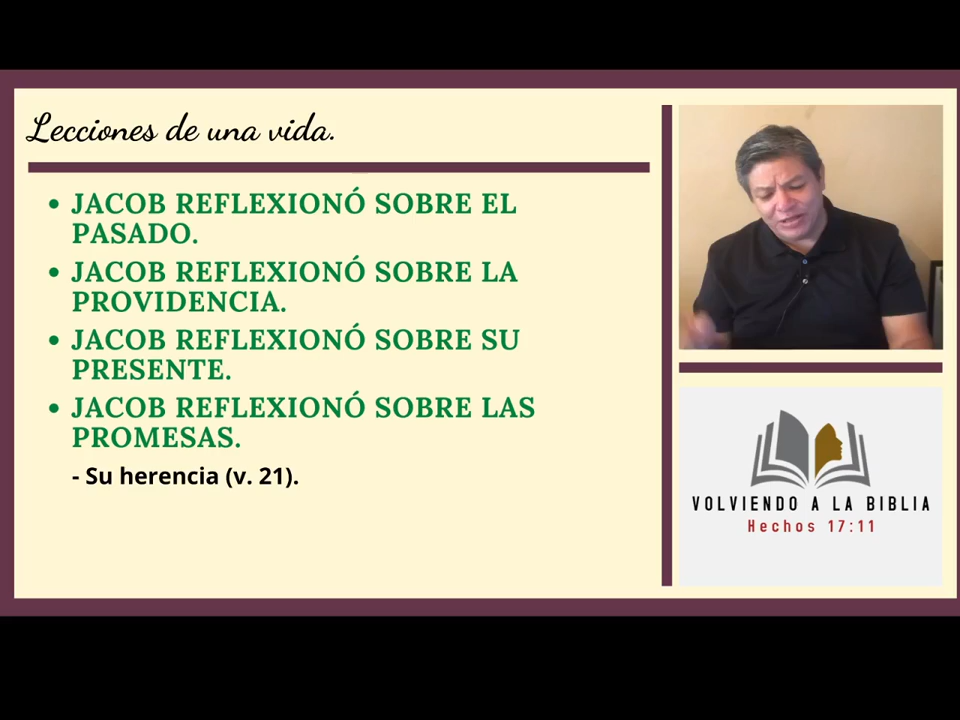 Lecciones de una vida.
• JACOB REFLEXIONÓ SOBRE EL
PASADO.
• JACOB REFLEXIONÓ SOBRE LA
PROVIDENCIA.
• JACOB REFLEXIONÓ SOBRE SU
PRESENTE.
• JACOB REFLEXIONÓ SOBRE LAS
PROMESAS.
- Su herencia (v. 21).
VOLVIENDO A LA BIBLIA
Hechos 17:11